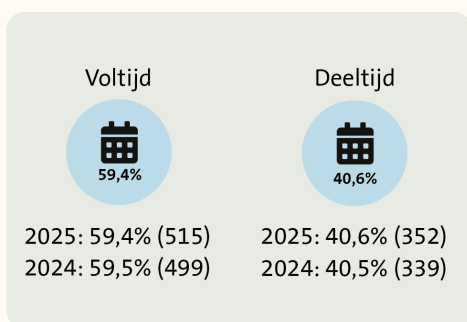 Voltijd
59,4%
2025: 59,4% (515)
2024: 59,5% (499)
Deeltijd
40,6%
2025: 40,6% (352)
2024: 40,5% (339)